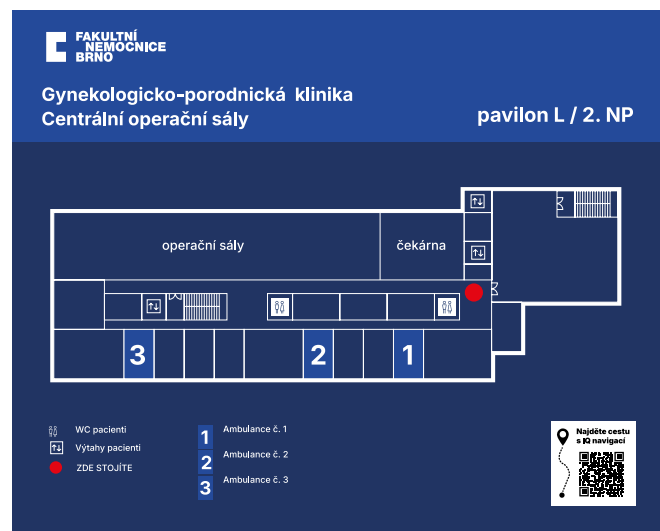 FAKULTNÍ
NEMOCNICE
BRNO
Gynekologicko-porodnická klinika
Centrální operační sály
pavilon L / 2. NP
operační sály
čekárna
3
2
1
WC pacienti
Výtahy pacienti
ZDE STOJÍTE
1 Ambulance č. 1
2 Ambulance č. 2
3 Ambulance č. 3
Najděte cestu
s IQ navigací